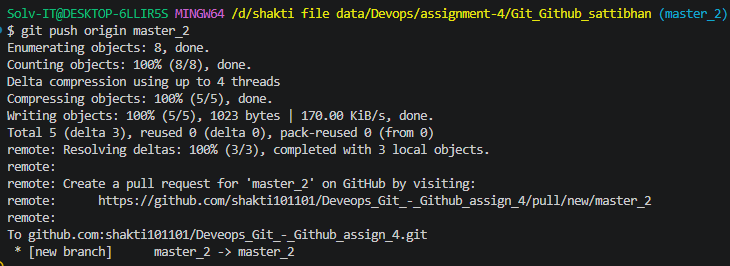 Solv-IT@DESKTOP-6LLIR5S MINGW64 /d/shakti file data/Devops/assignment-4/Git_Github_sattibhan (master_2)
$ git push origin master_2
Enumerating objects: 8, done.
Counting objects: 100% (8/8), done.
Delta compression using up to 4 threads
Compressing objects: 100% (5/5), done.
Writing objects: 100% (5/5), 1023 bytes | 170.00 KiB/s, done.
Total 5 (delta 3), reused 0 (delta 0), pack-reused 0 (from 0)
remote: Resolving deltas: 100% (3/3), completed with 3 local objects.
remote:
remote: Create a pull request for 'master_2' on GitHub by visiting:
remote:      https://github.com/shakti101101/Deveops_Git_-_Github_assign_4/pull/new/master_2
remote:
To github.com:shakti101101/Deveops_Git_-_Github_assign_4.git
 * [new branch]      master_2 -> master_2